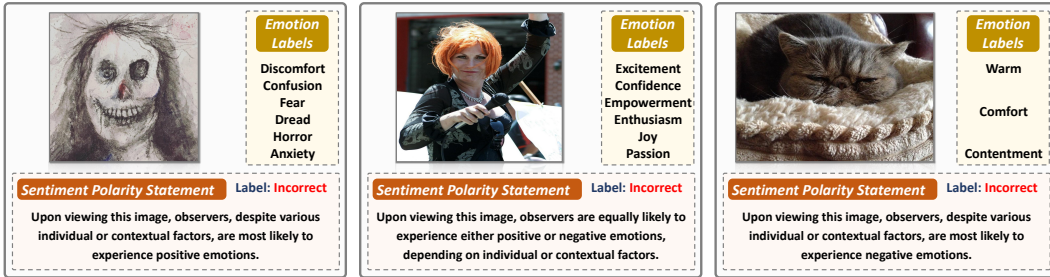 Emotion
Labels
Discomfort
Confusion
Fear
Dread
Horror
Anxiety
Sentiment Polarity Statement Label: Incorrect
Upon viewing this image, observers, despite various
individual or contextual factors, are most likely to
experience positive emotions.
Emotion
Labels
Excitement
Confidence
Empowerment
Enthusiasm
Joy
Passion
Sentiment Polarity Statement Label: Incorrect
Upon viewing this image, observers are equally likely to
experience either positive or negative emotions,
depending on individual or contextual factors.
Emotion
Labels
Warm
Comfort
Contentment
Sentiment Polarity Statement Label: Incorrect
Upon viewing this image, observers, despite various
individual or contextual factors, are most likely to
experience negative emotions.